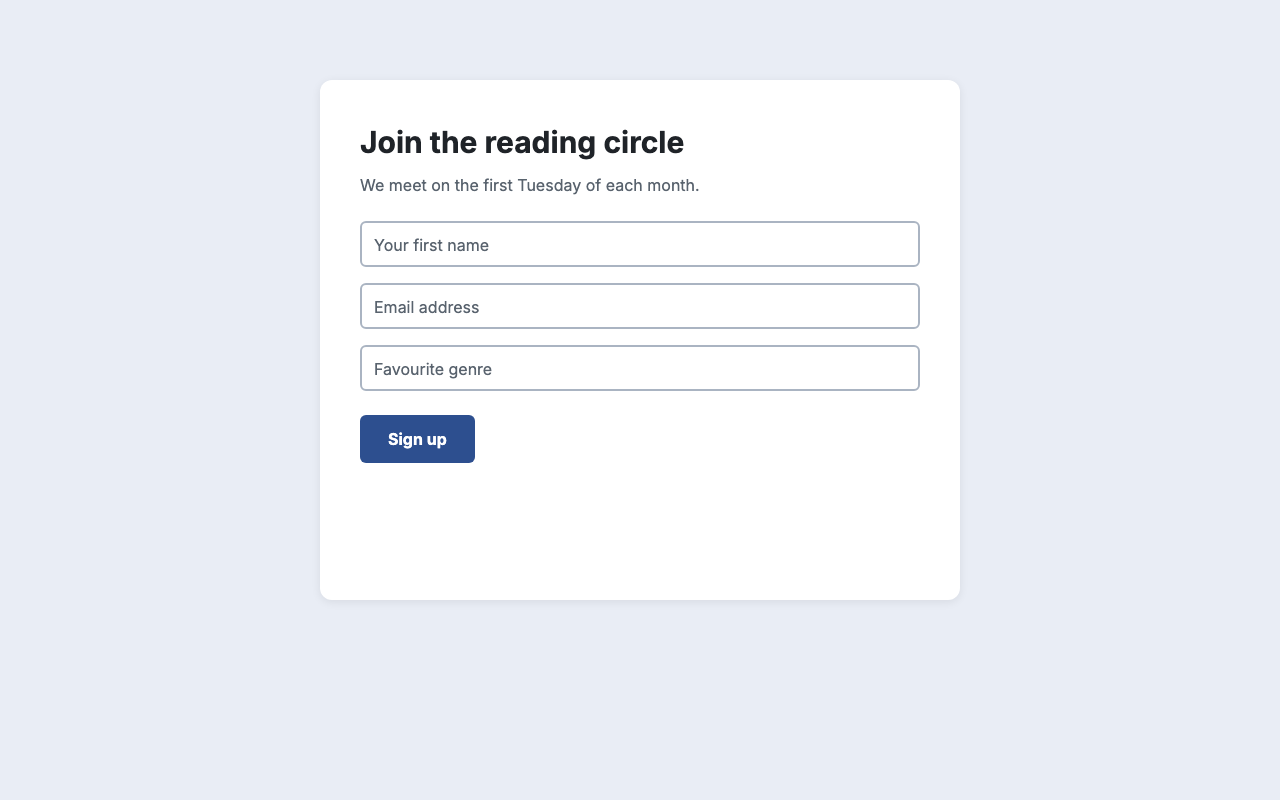 Join the reading circle
We meet on the first Tuesday of each month.
Your first name
Email address
Favourite genre
Sign up